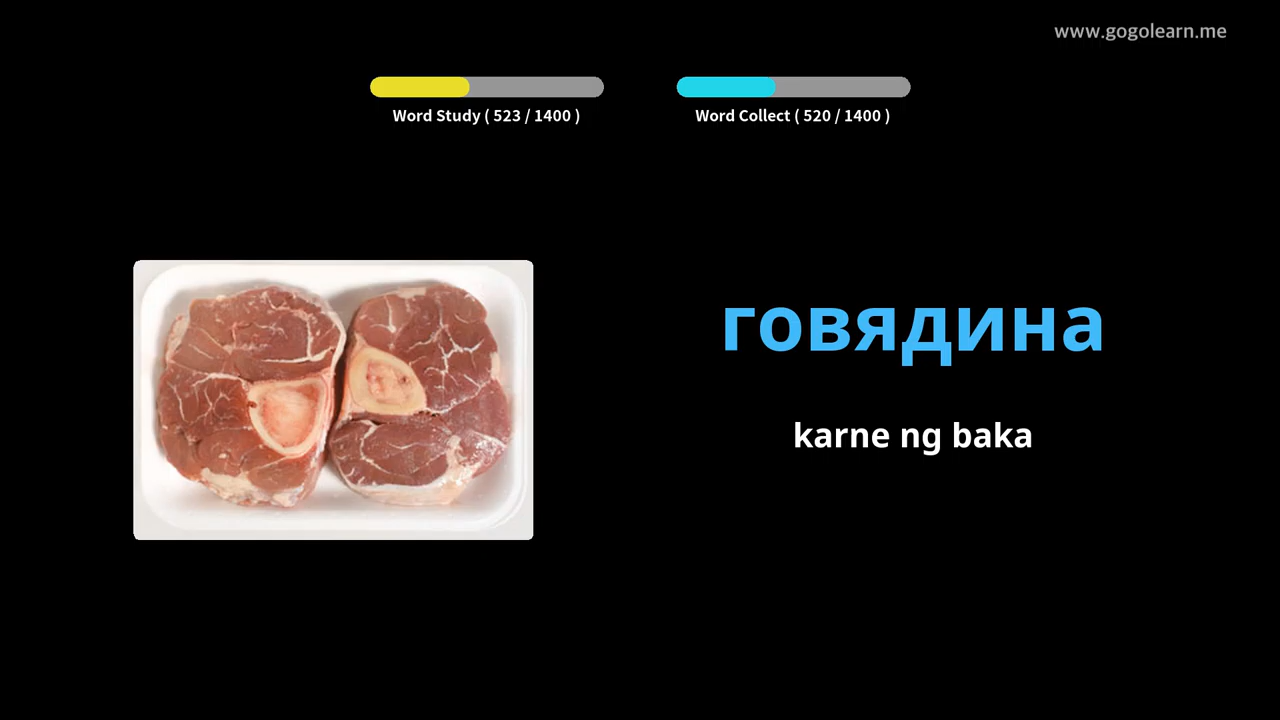 www.gogolearn.me
Word Study ( 523 / 1400 )
Word Collect ( 520 / 1400 )
говядина
karne ng baka